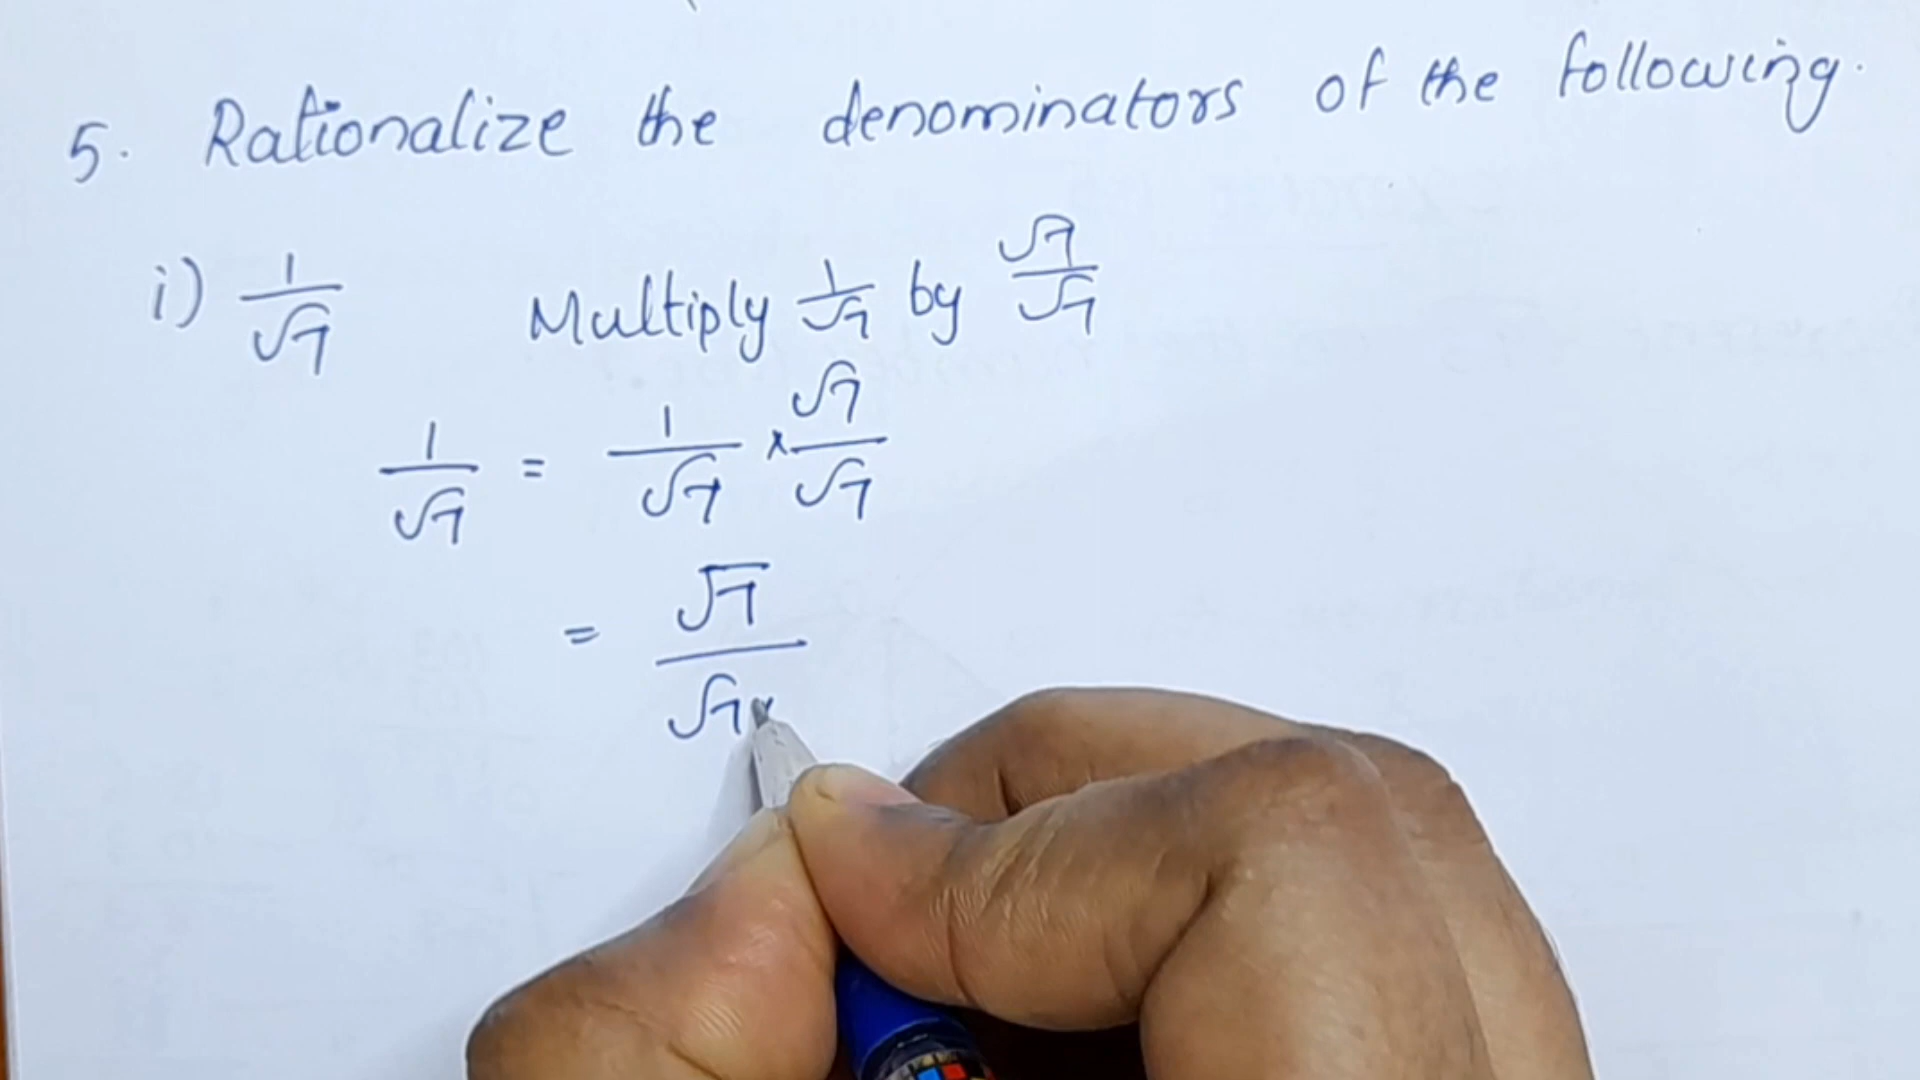 5. Rationalize the denominators of the following.
i) 1/√7 Multiply 1/√7 by √7/√7
1/√7 = 1/√7 × √7/√7
= √7/√7×